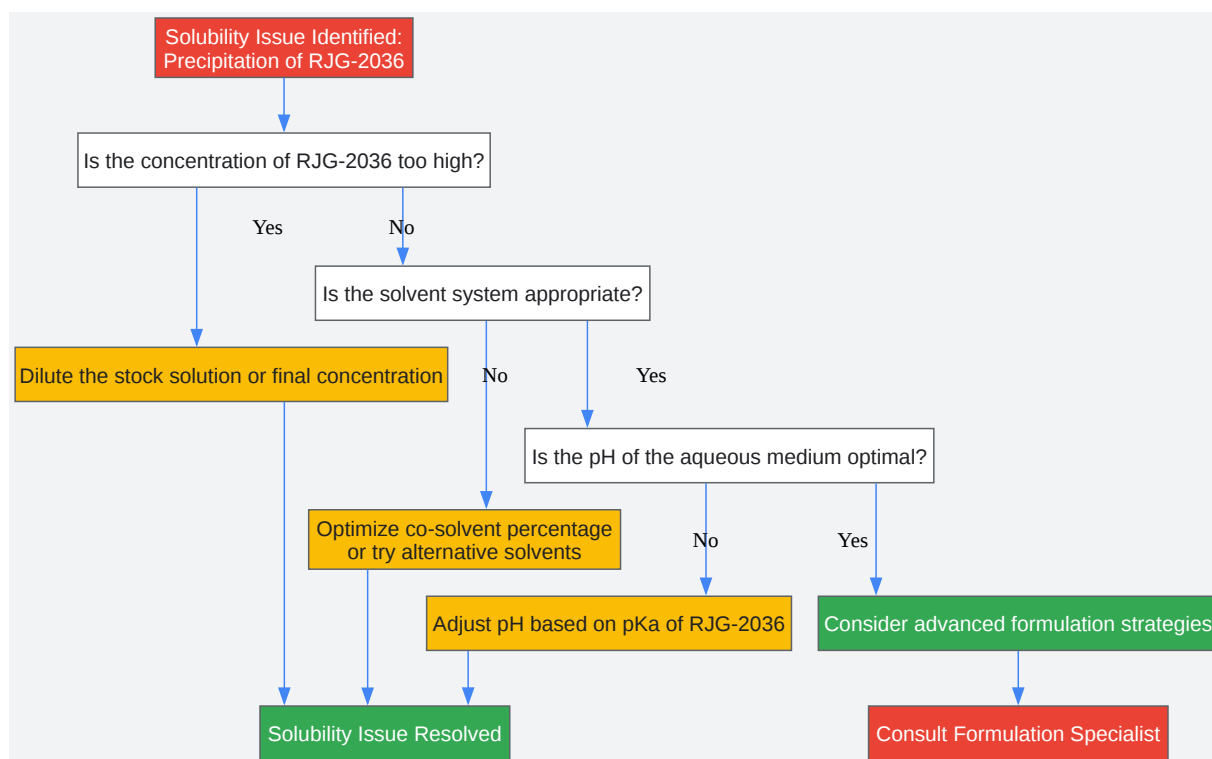 Solubility Issue Identified:
Precipitation of RJG-2036
Is the concentration of RJG-2036 too high?
Yes
No
Is the solvent system appropriate?
Dilute the stock solution or final concentration
No
Yes
Is the pH of the aqueous medium optimal?
Optimize co-solvent percentage
or try alternative solvents
No
Yes
Adjust pH based on pKa of RJG-2036
Consider advanced formulation strategies
Solubility Issue Resolved
Consult Formulation Specialist